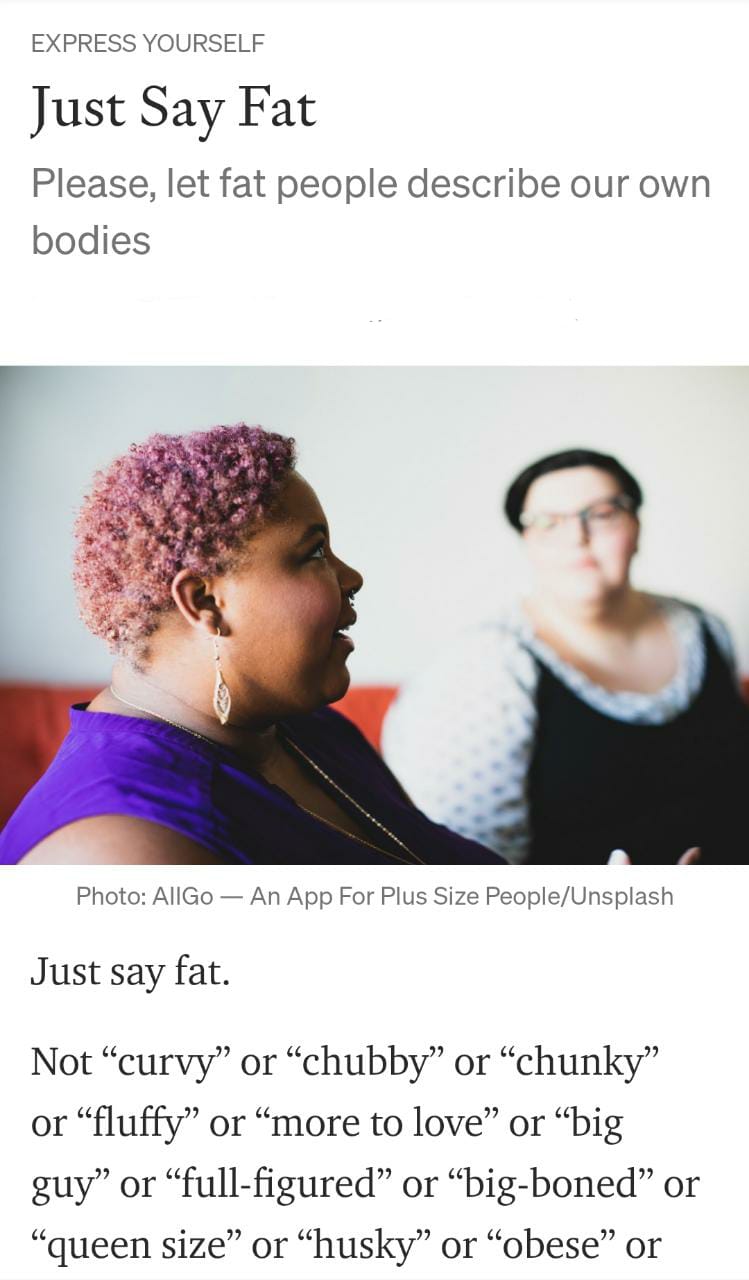 EXPRESS YOURSELF
Just Say Fat
Please, let fat people describe our own
bodies
Photo: AllGo — An App For Plus Size People/Unsplash
Just say fat.
Not “curvy” or “chubby” or “chunky”
or “fluffy” or “more to love” or “big
guy” or “full-figured” or “big-boned” or
“queen size” or “husky” or “obese” or